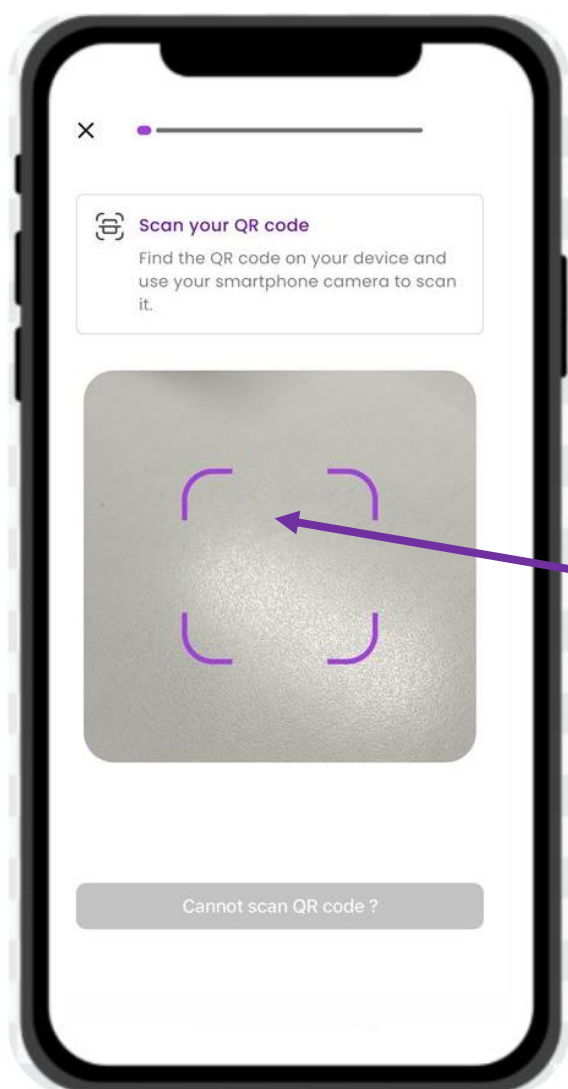 Scan your QR code
Find the QR code on your device and
use your smartphone camera to scan
it.
Cannot scan QR code ?